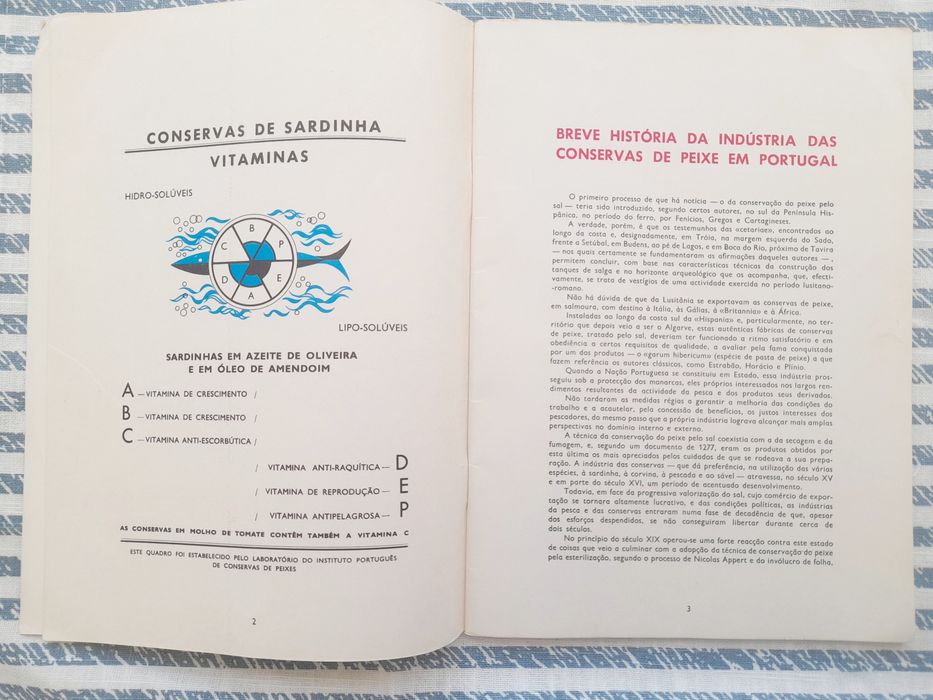 CONSERVAS DE SARDINHA
VITAMINAS
HIDRO-SOLÚVEIS
B
C P
D E
A
LIPO-SOLÚVEIS
SARDINHAS EM AZEITE DE OLIVEIRA
E EM ÓLEO DE AMENDOIM
A — VITAMINA DE CRESCIMENTO /
B — VITAMINA DE CRESCIMENTO /
C — VITAMINA ANTI-ESCORBÚTICA /
/ VITAMINA ANTI-RAQUÍTICA — D
/ VITAMINA DE REPRODUÇÃO — E
/ VITAMINA ANTIPELAGROSA — P
AS CONSERVAS EM MOLHO DE TOMATE CONTÊM TAMBÉM A VITAMINA C
ESTE QUADRO FOI ESTABELECIDO PELO LABORATÓRIO DO INSTITUTO PORTUGUÊS
DE CONSERVAS DE PEIXES
2
BREVE HISTÓRIA DA INDÚSTRIA DAS
CONSERVAS DE PEIXE EM PORTUGAL
O primeiro processo de que há notícia — o da conservação do peixe pelo
sal — teria sido introduzido, segundo certos autores, no sul da Península His-
pânica, no período do ferro, por Fenícios, Gregos e Cartagineses.
A verdade, porém, é que os testemunhos das «cetariae», encontrados ao
longo da costa e, designadamente, em Tróia, na margem esquerda do Sado,
frente a Setúbal, em Budens, ao pé de Lagos, e em Boca do Rio, próximo de Tavira
— nos quais certamente se fundamentaram as afirmações daqueles autores — ,
permitem concluir, com base nas características técnicas da construção dos
tanques de salga e no horizonte arqueológico que os acompanha, que, efecti-
vamente, se trata de vestígios de uma actividade exercida no período lusitano-
-romano.
Não há dúvida de que da Lusitânia se exportavam as conservas de peixe,
em salmoura, com destino à Itália, às Gálias, à «Britannia» e à África.
Instaladas ao longo da costa sul da «Hispania» e, particularmente, no ter-
ritório que depois veio a ser o Algarve, estas autênticas fábricas de conservas
de peixe, tratado pelo sal, deveriam ter funcionado a ritmo satisfatório e em
obediência a certos requisitos de qualidade, a avaliar pela fama conquistada
por um dos produtos — o «garum hibericum» (espécie de pasta de peixe) a que
fazem referência os autores clássicos, como Estrabão, Horácio e Plínio.
Quando a Nação Portuguesa se constituiu em Estado, essa indústria pros-
seguiu sob a protecção dos monarcas, eles próprios interessados nos largos ren-
dimentos resultantes da actividade da pesca e dos produtos seus derivados.
Não tardaram as medidas régias a garantir a melhoria das condições do
trabalho e a acautelar, pela concessão de benefícios, os justos interesses dos
pescadores, do mesmo passo que a própria indústria lograva alcançar mais amplas
perspectivas no domínio interno e externo.
A técnica da conservação do peixe pelo sal coexistia com a da secagem e da
fumagem, e, segundo um documento de 1277, eram os produtos obtidos por
esta última os mais apreciados pelos cuidados de que se rodeava a sua prepa-
ração. A indústria das conservas — que dá preferência, na utilização das várias
espécies, à sardinha, à corvina, à pescada e ao sável — atravessa, no século XV
e em parte do século XVI, um período de acentuado desenvolvimento.
Todavia, em face da progressiva valorização do sal, cujo comércio de expor-
tação se tornara altamente lucrativo, e das condições políticas, as indústrias
da pesca e das conservas entraram numa fase de decadência de que, apesar
dos esforços despendidos, se não conseguiram libertar durante cerca de
dois séculos.
No princípio do século XIX operou-se uma forte reacção contra este estado
de coisas que veio a culminar com a adopção da técnica de conservação do peixe
pela esterilização, segundo o processo de Nicolas Appert e do invólucro de folha,
3